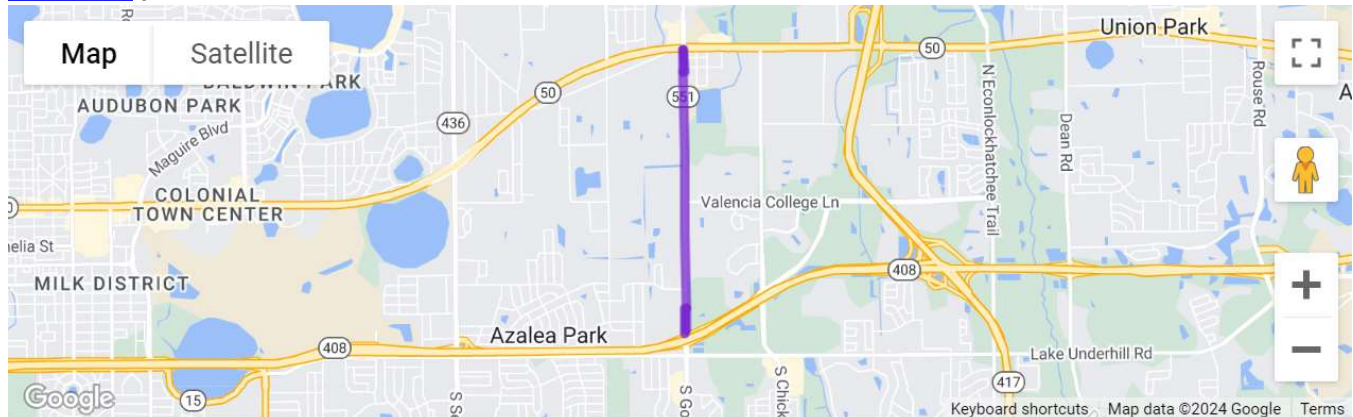 Map
Satellite
BALDWIN PARK
AUDUBON PARK
Maguire Blvd
COLONIAL
TOWN CENTER
MILK DISTRICT
436
50
551
50
Union Park
N Econlockhatchee Trail
Dean Rd
Rouse Rd
Valencia College Ln
408
Azalea Park
408
Lake Underhill Rd
417
15
Google
Keyboard shortcuts
Map data ©2024 Google
Terms